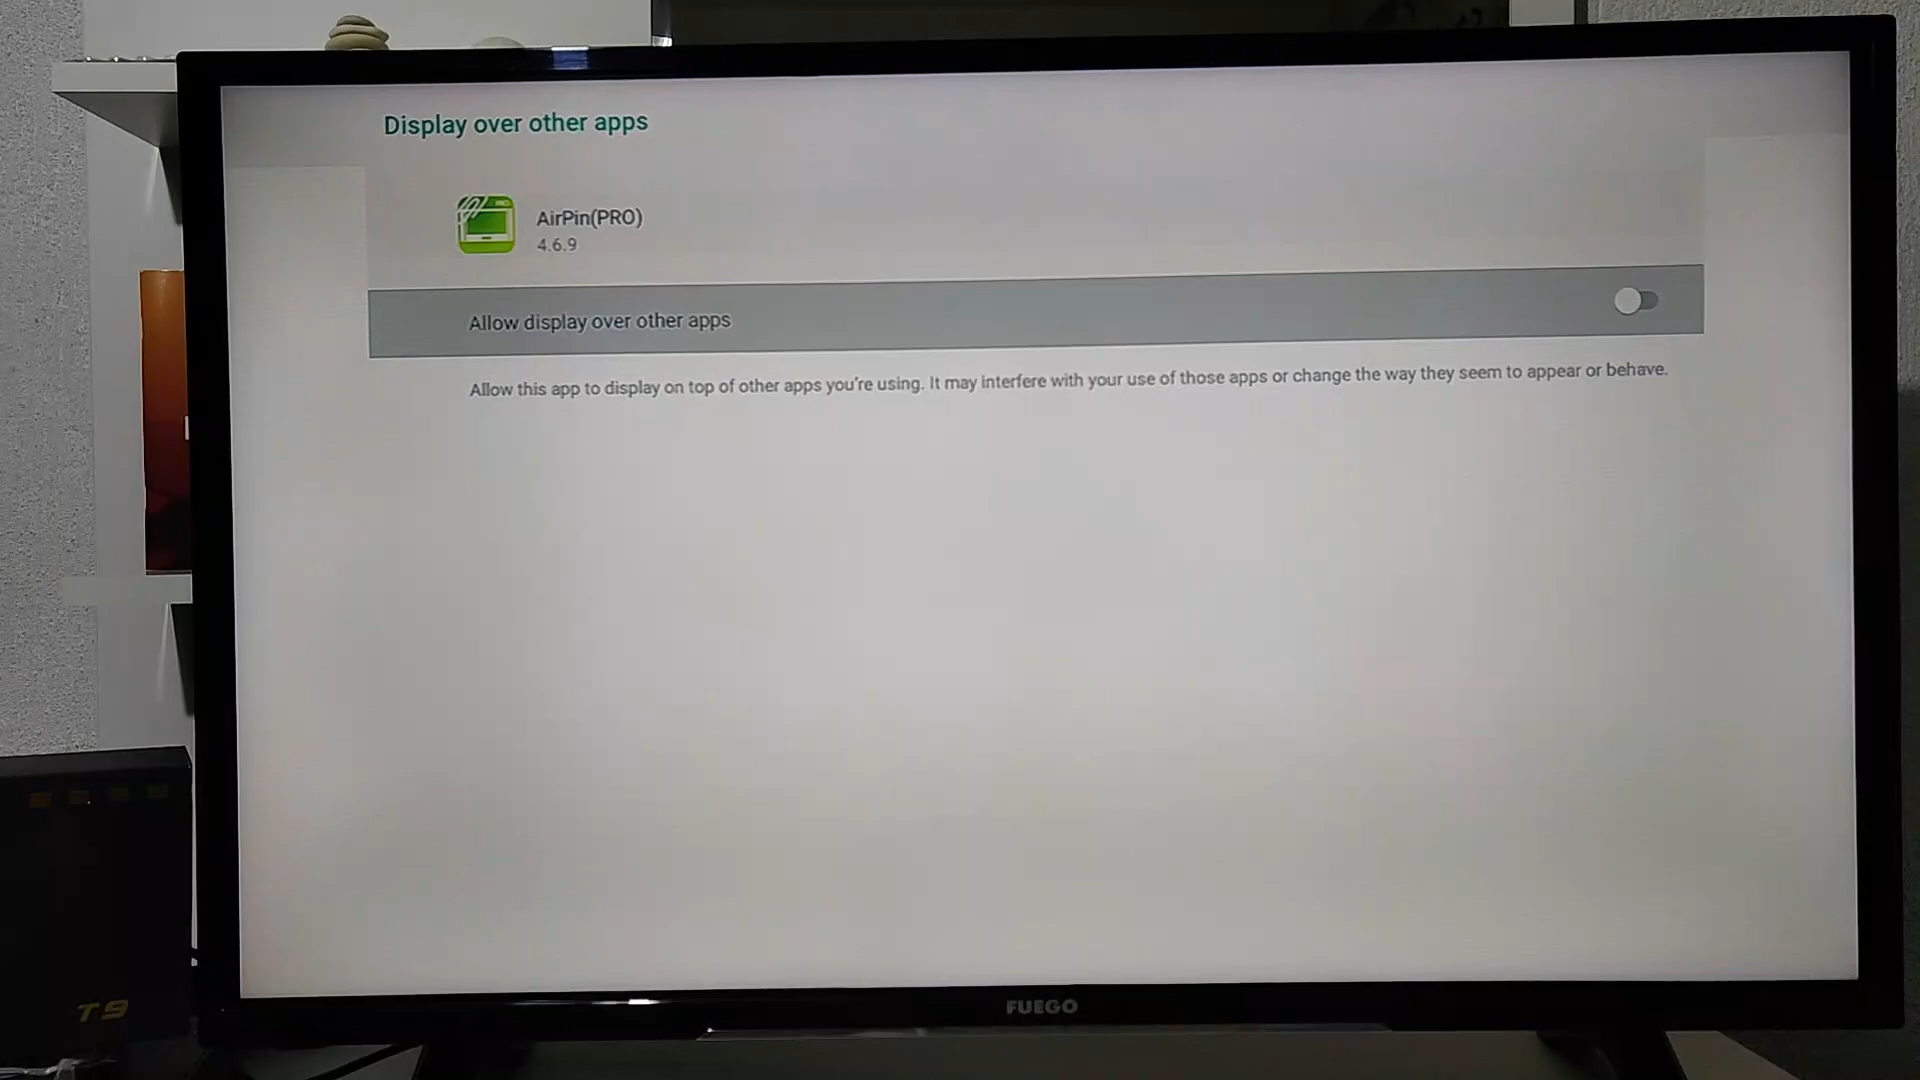 Display over other apps
AirPin(PRO)
4.6.9
Allow display over other apps
Allow this app to display on top of other apps you're using. It may interfere with your use of those apps or change the way they seem to appear or behave.
T9
FUEGO